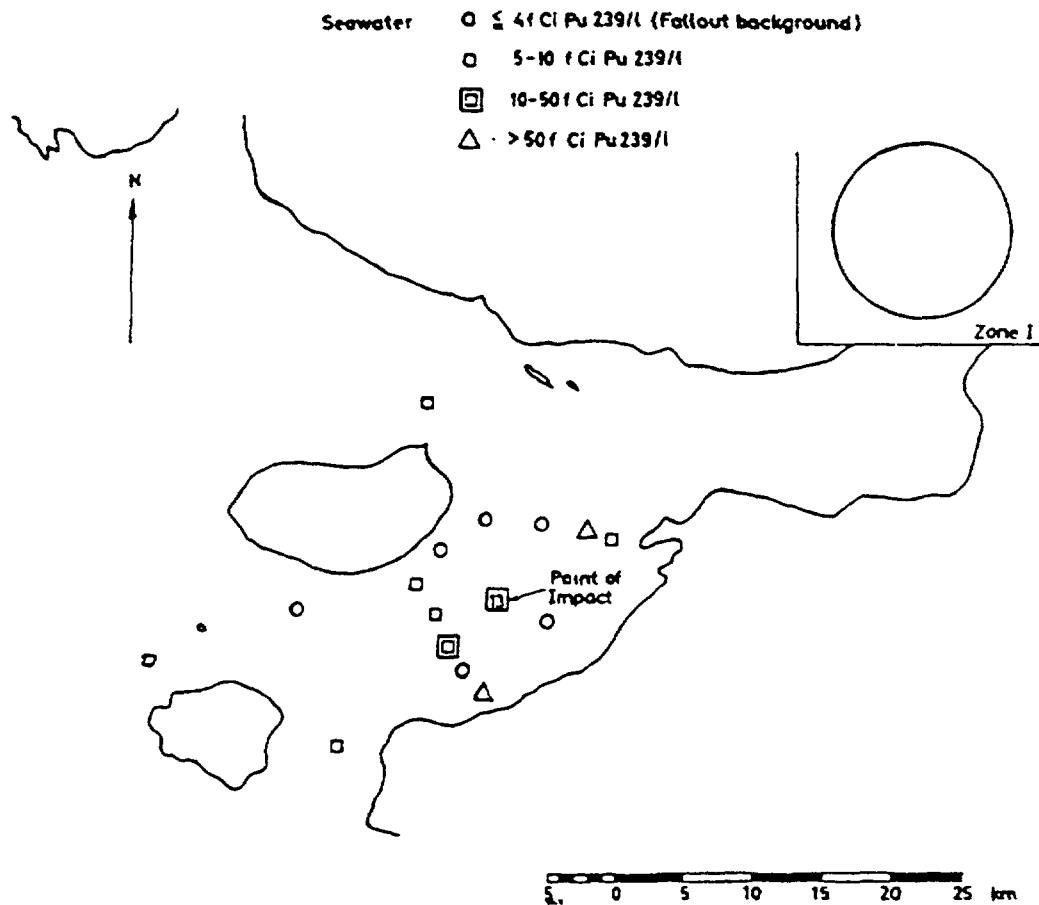 Seawater O ≦ 4f Ci Pu 239/l (Fallout background)
5-10 f Ci Pu 239/l
10-50 f Ci Pu 239/l
>50 f Ci Pu 239/l
N
Zone I
Point of
Impact
5 0 5 10 15 20 25 km